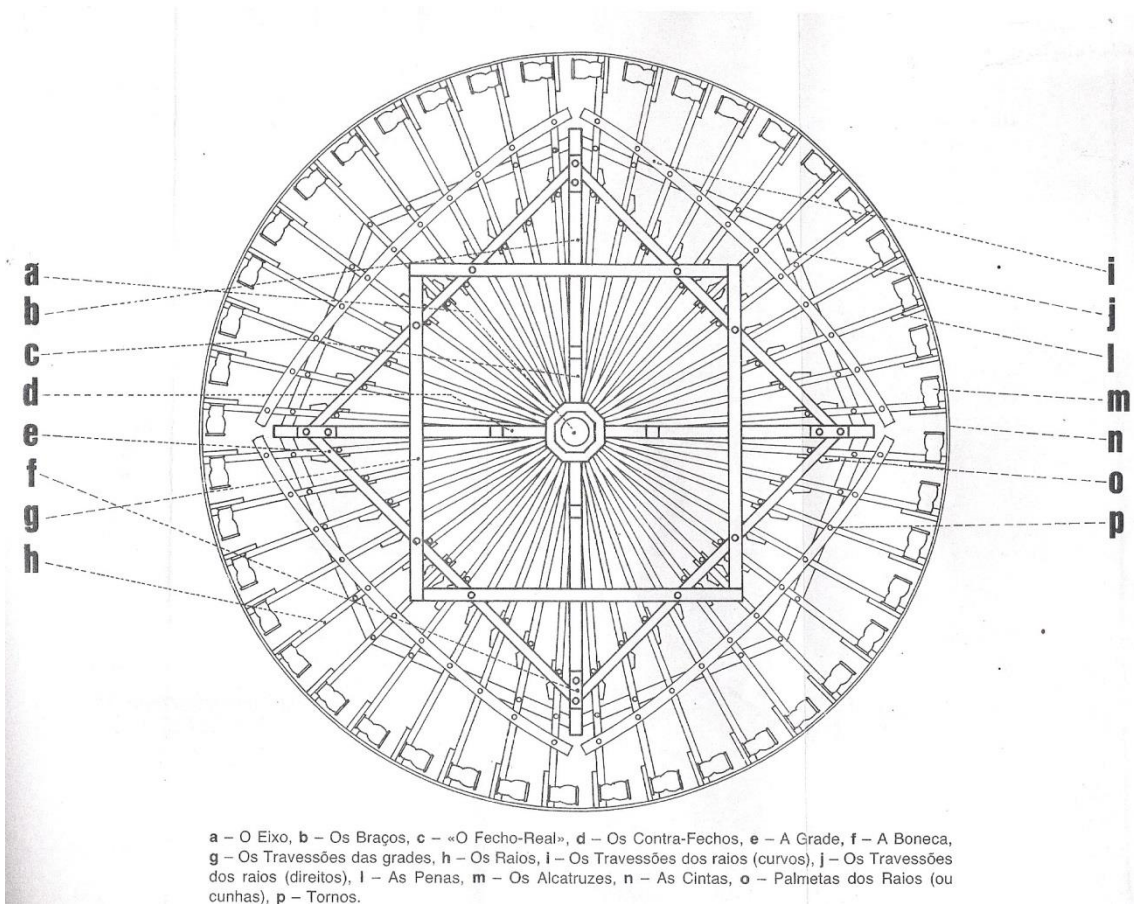 a
b
c
d
e
f
g
h
i
j
l
m
n
o
p
a – O Eixo, b – Os Braços, c – «O Fecho-Real», d – Os Contra-Fechos, e – A Grade, f – A Boneca,
g – Os Travessões das grades, h – Os Raios, i – Os Travessões dos raios (curvos), j – Os Travessões
dos raios (direitos), l – As Penas, m – Os Alcatruzes, n – As Cintas, o – Palmetas dos Raios (ou
cunhas), p – Tornos.